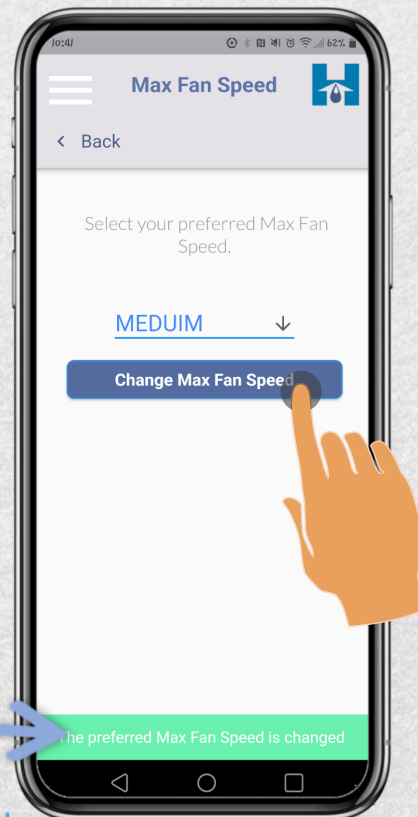 10:41 62%
Max Fan Speed
< Back
Select your preferred Max Fan
Speed.
MEDUIM
Change Max Fan Speed
The preferred Max Fan Speed is changed